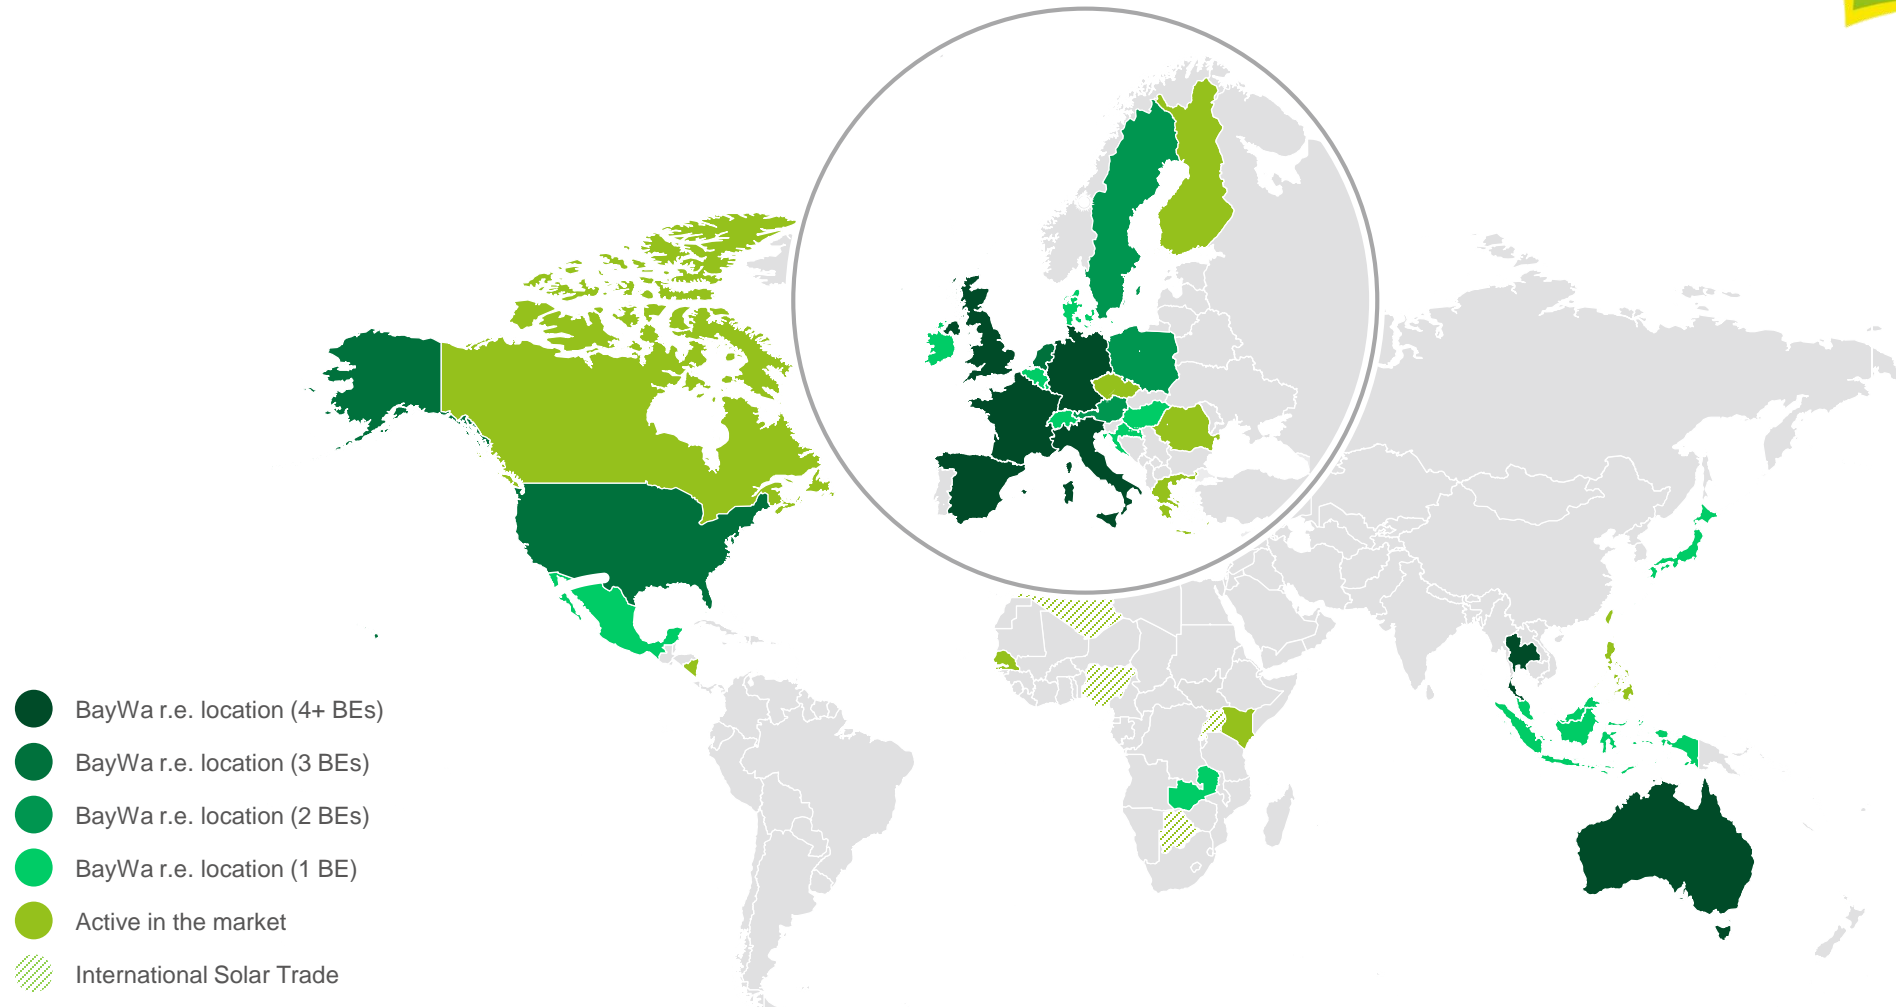 BayWa r.e. location (4+ BEs)
BayWa r.e. location (3 BEs)
BayWa r.e. location (2 BEs)
BayWa r.e. location (1 BE)
Active in the market
International Solar Trade